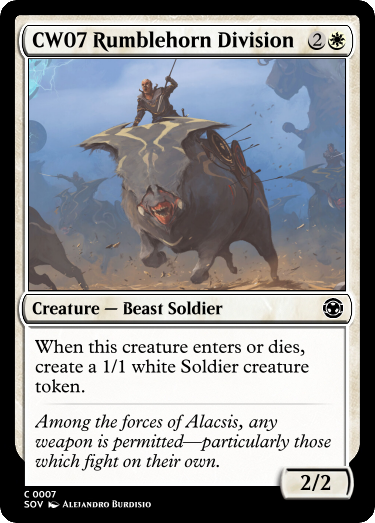 CW07 Rumblehorn Division 2
Creature — Beast Soldier
When this creature enters or dies,
create a 1/1 white Soldier creature
token.
Among the forces of Alacsis, any
weapon is permitted—particularly those
which fight on their own.
2/2
C 0007
SOV Alejandro Burdisio